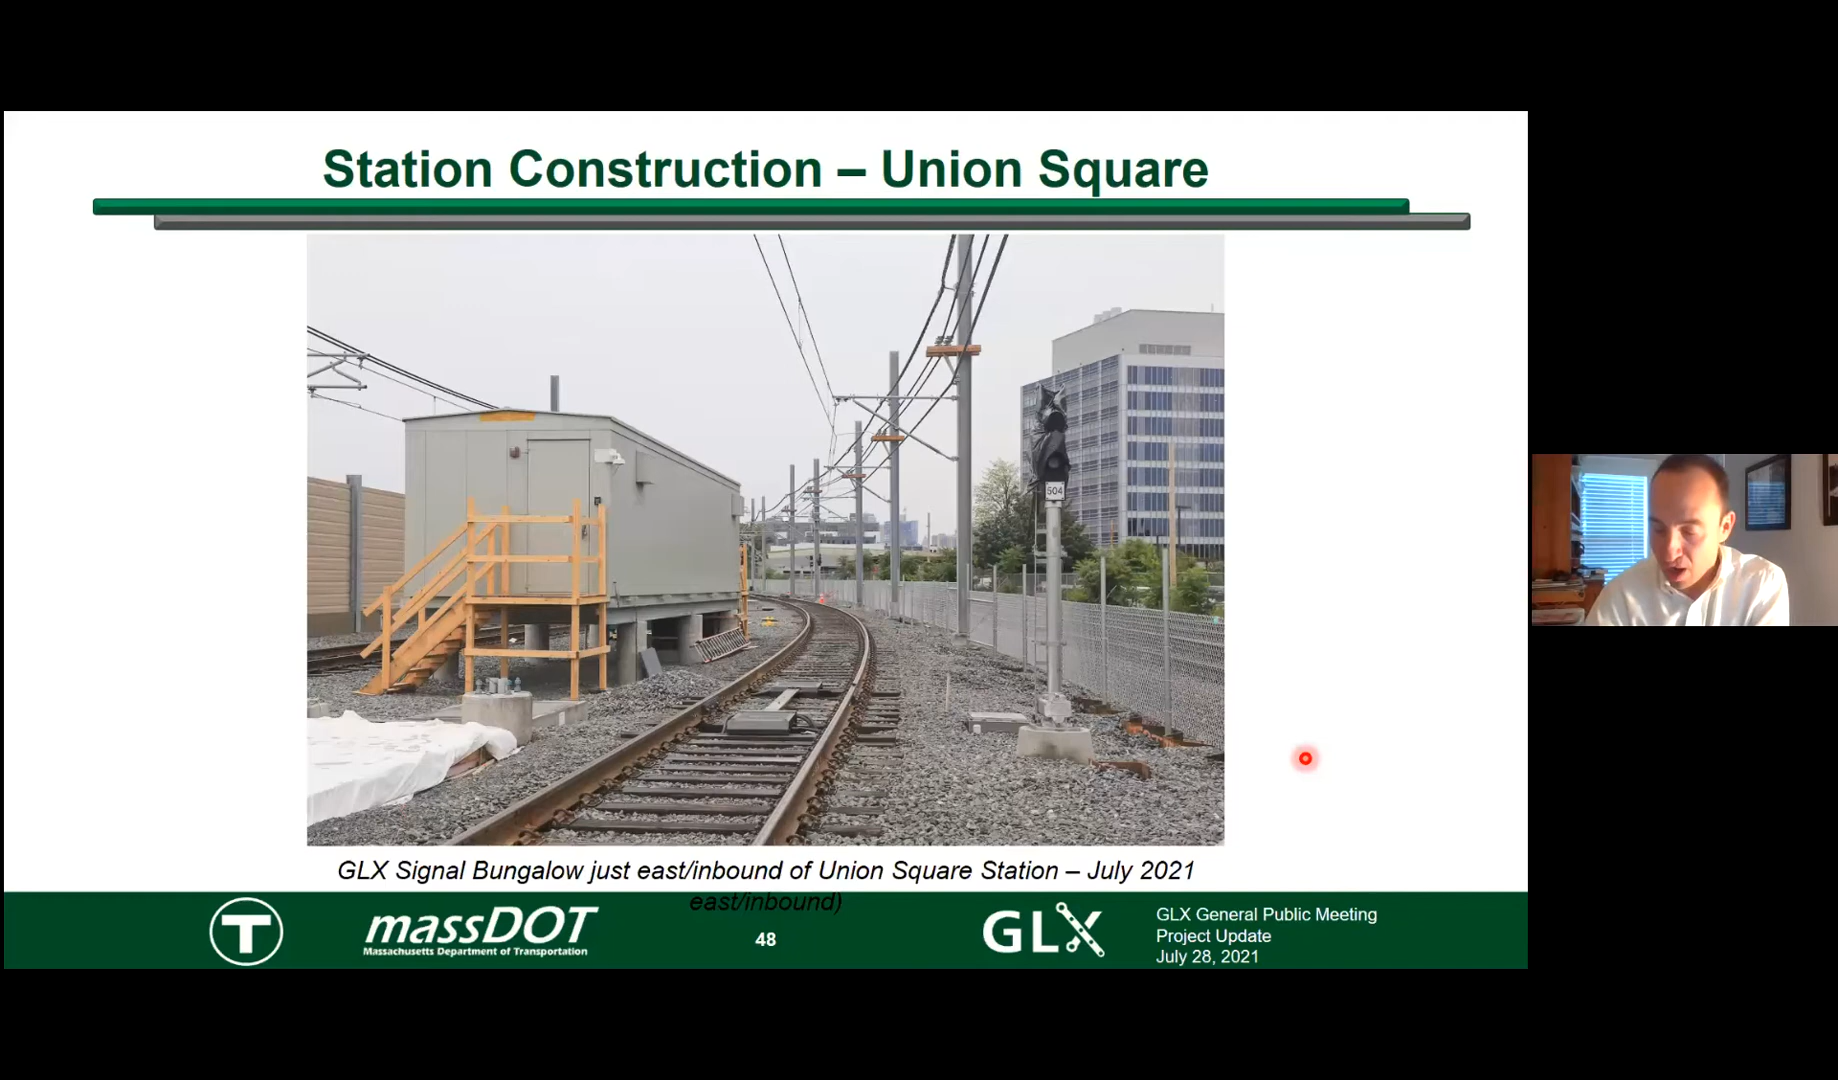 Station Construction – Union Square
504
GLX Signal Bungalow just east/inbound of Union Square Station – July 2021
east/inbound)
T
massDOT
Massachusetts Department of Transportation
48
GLX
GLX General Public Meeting
Project Update
July 28, 2021